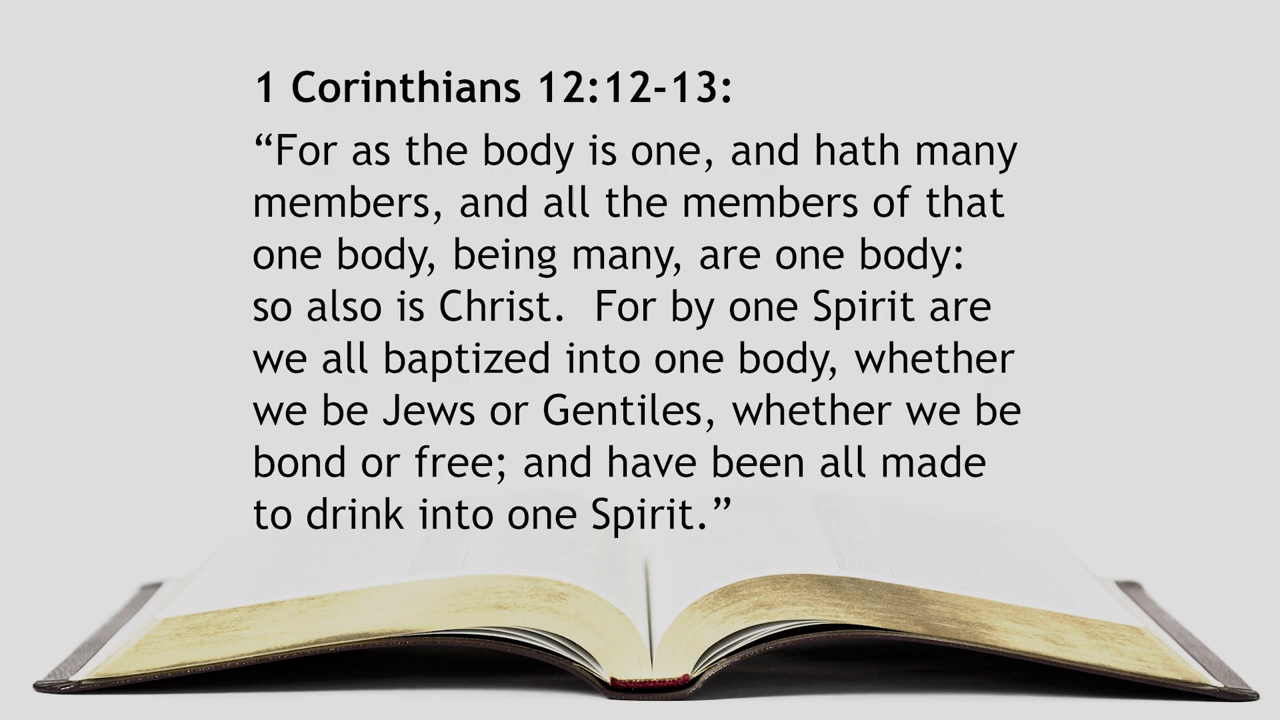 1 Corinthians 12:12-13:
“For as the body is one, and hath many
members, and all the members of that
one body, being many, are one body:
so also is Christ.  For by one Spirit are
we all baptized into one body, whether
we be Jews or Gentiles, whether we be
bond or free; and have been all made
to drink into one Spirit.”